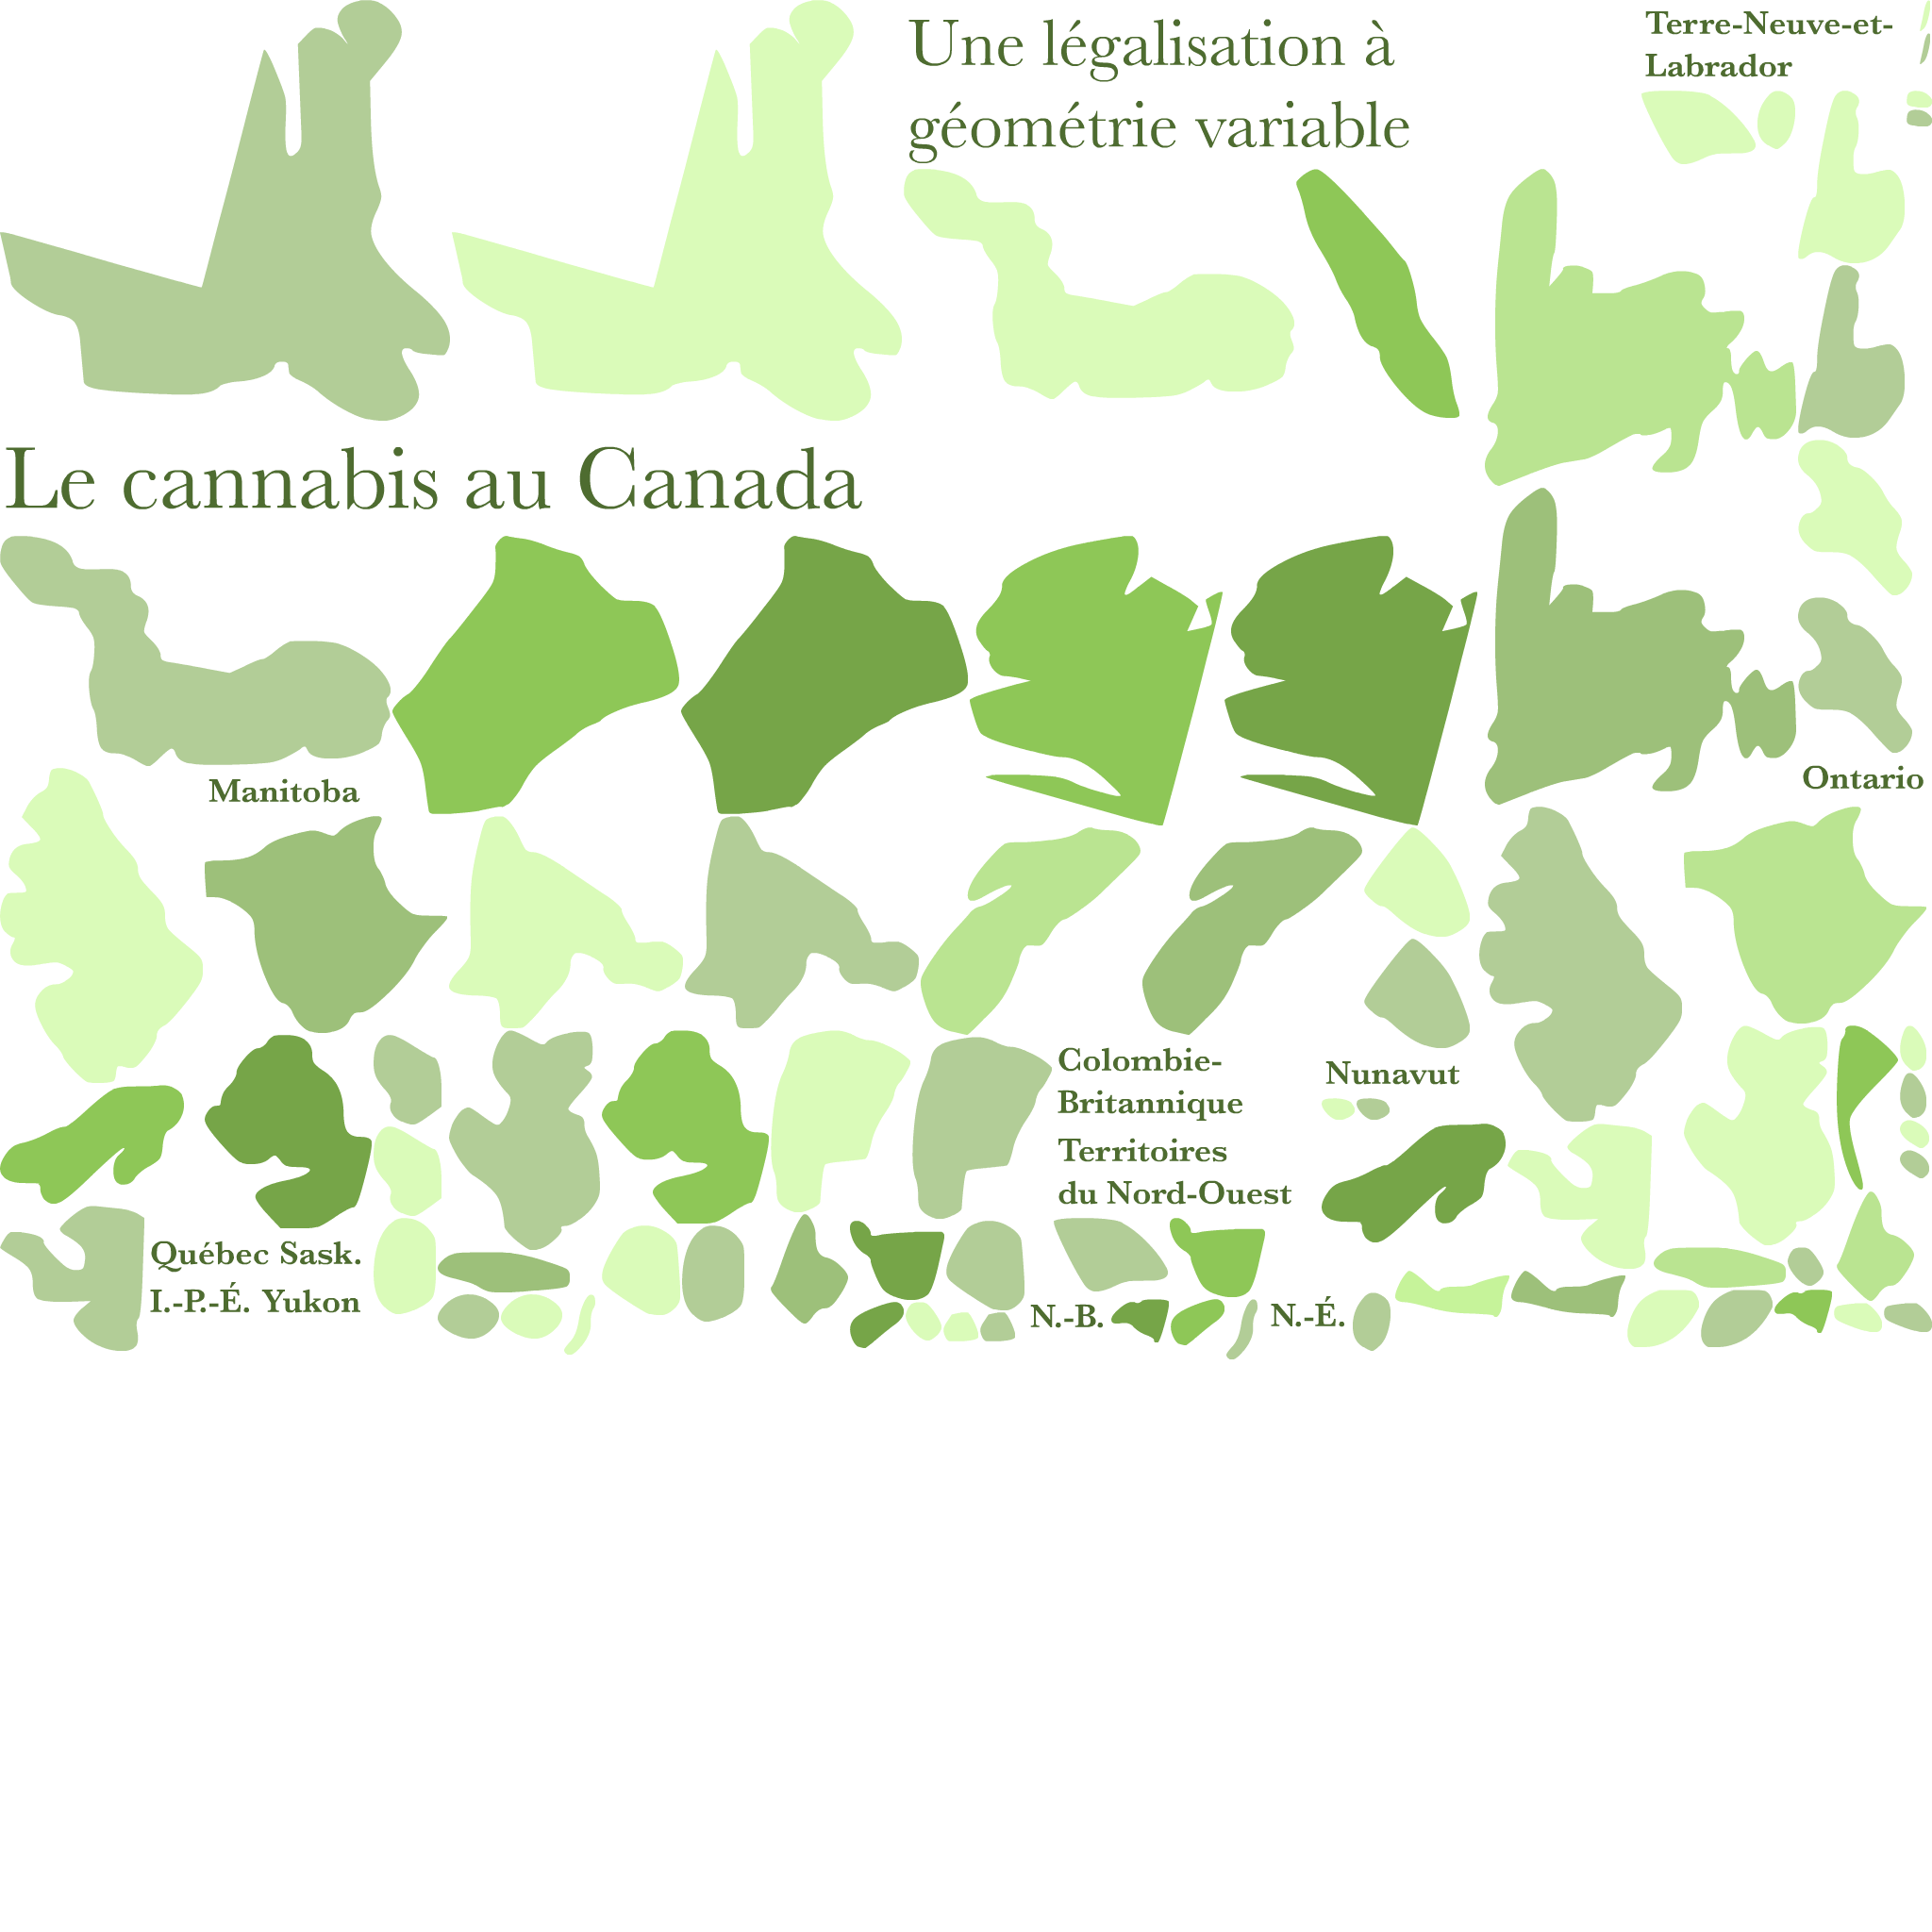 Une légalisation à
géométrie variable
Terre-Neuve-et-
Labrador
Le cannabis au Canada
Manitoba
Ontario
Colombie-
Britannique
Nunavut
Territoires
du Nord-Ouest
Québec Sask.
I.-P.-É. Yukon
N.-B.
N.-É.